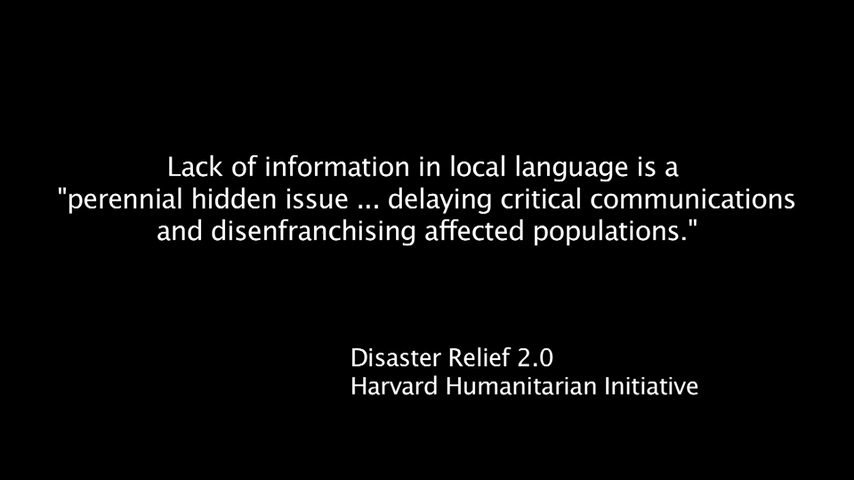 Lack of information in local language is a
"perennial hidden issue ... delaying critical communications
and disenfranchising affected populations."
Disaster Relief 2.0
Harvard Humanitarian Initiative